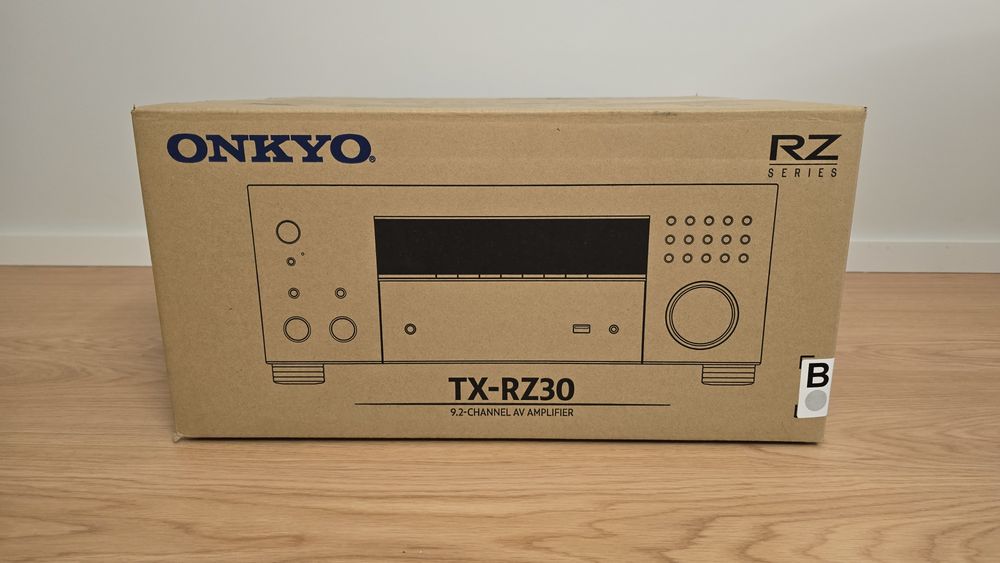 ONKYO®
RZ
SERIES
TX-RZ30
9.2-CHANNEL AV AMPLIFIER
B